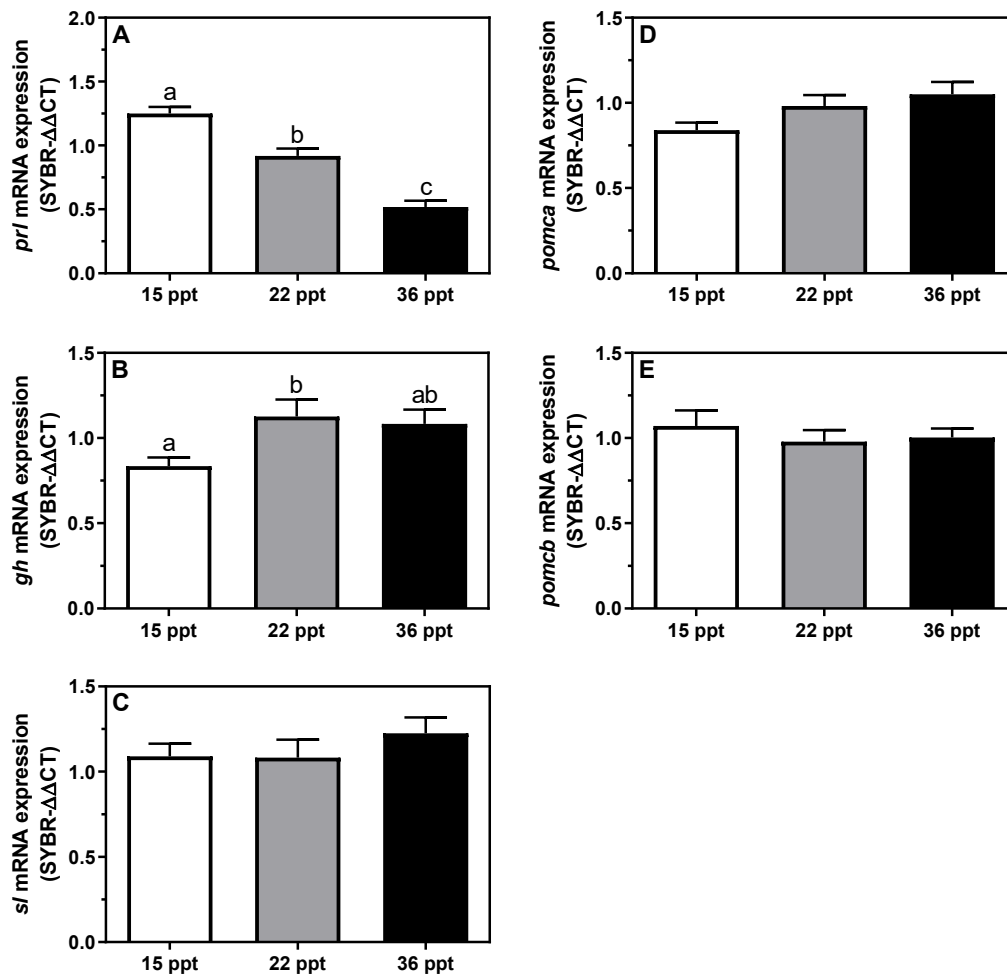 A
prl mRNA expression
(SYBR-ΔΔCT)
2.0
1.5
1.0
0.5
0.0
a
b
c
15 ppt
22 ppt
36 ppt
B
gh mRNA expression
(SYBR-ΔΔCT)
1.5
1.0
0.5
0.0
a
b
ab
15 ppt
22 ppt
36 ppt
C
sl mRNA expression
(SYBR-ΔΔCT)
1.5
1.0
0.5
0.0
15 ppt
22 ppt
36 ppt
D
pomca mRNA expression
(SYBR-ΔΔCT)
1.5
1.0
0.5
0.0
15 ppt
22 ppt
36 ppt
E
pomcb mRNA expression
(SYBR-ΔΔCT)
1.5
1.0
0.5
0.0
15 ppt
22 ppt
36 ppt